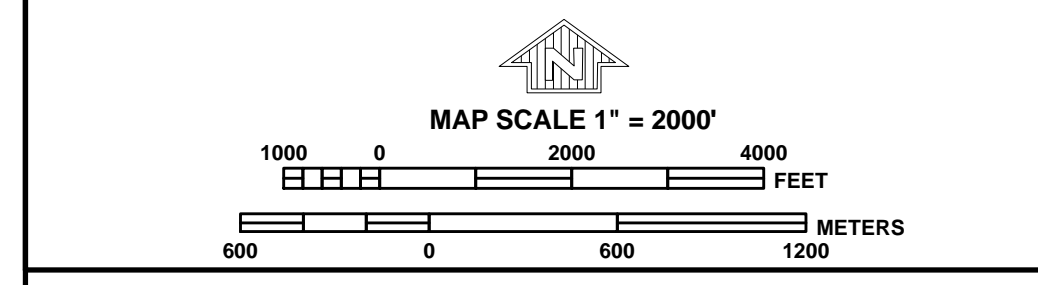 N
MAP SCALE 1" = 2000'
1000 0 2000 4000
FEET
METERS
600 0 600 1200